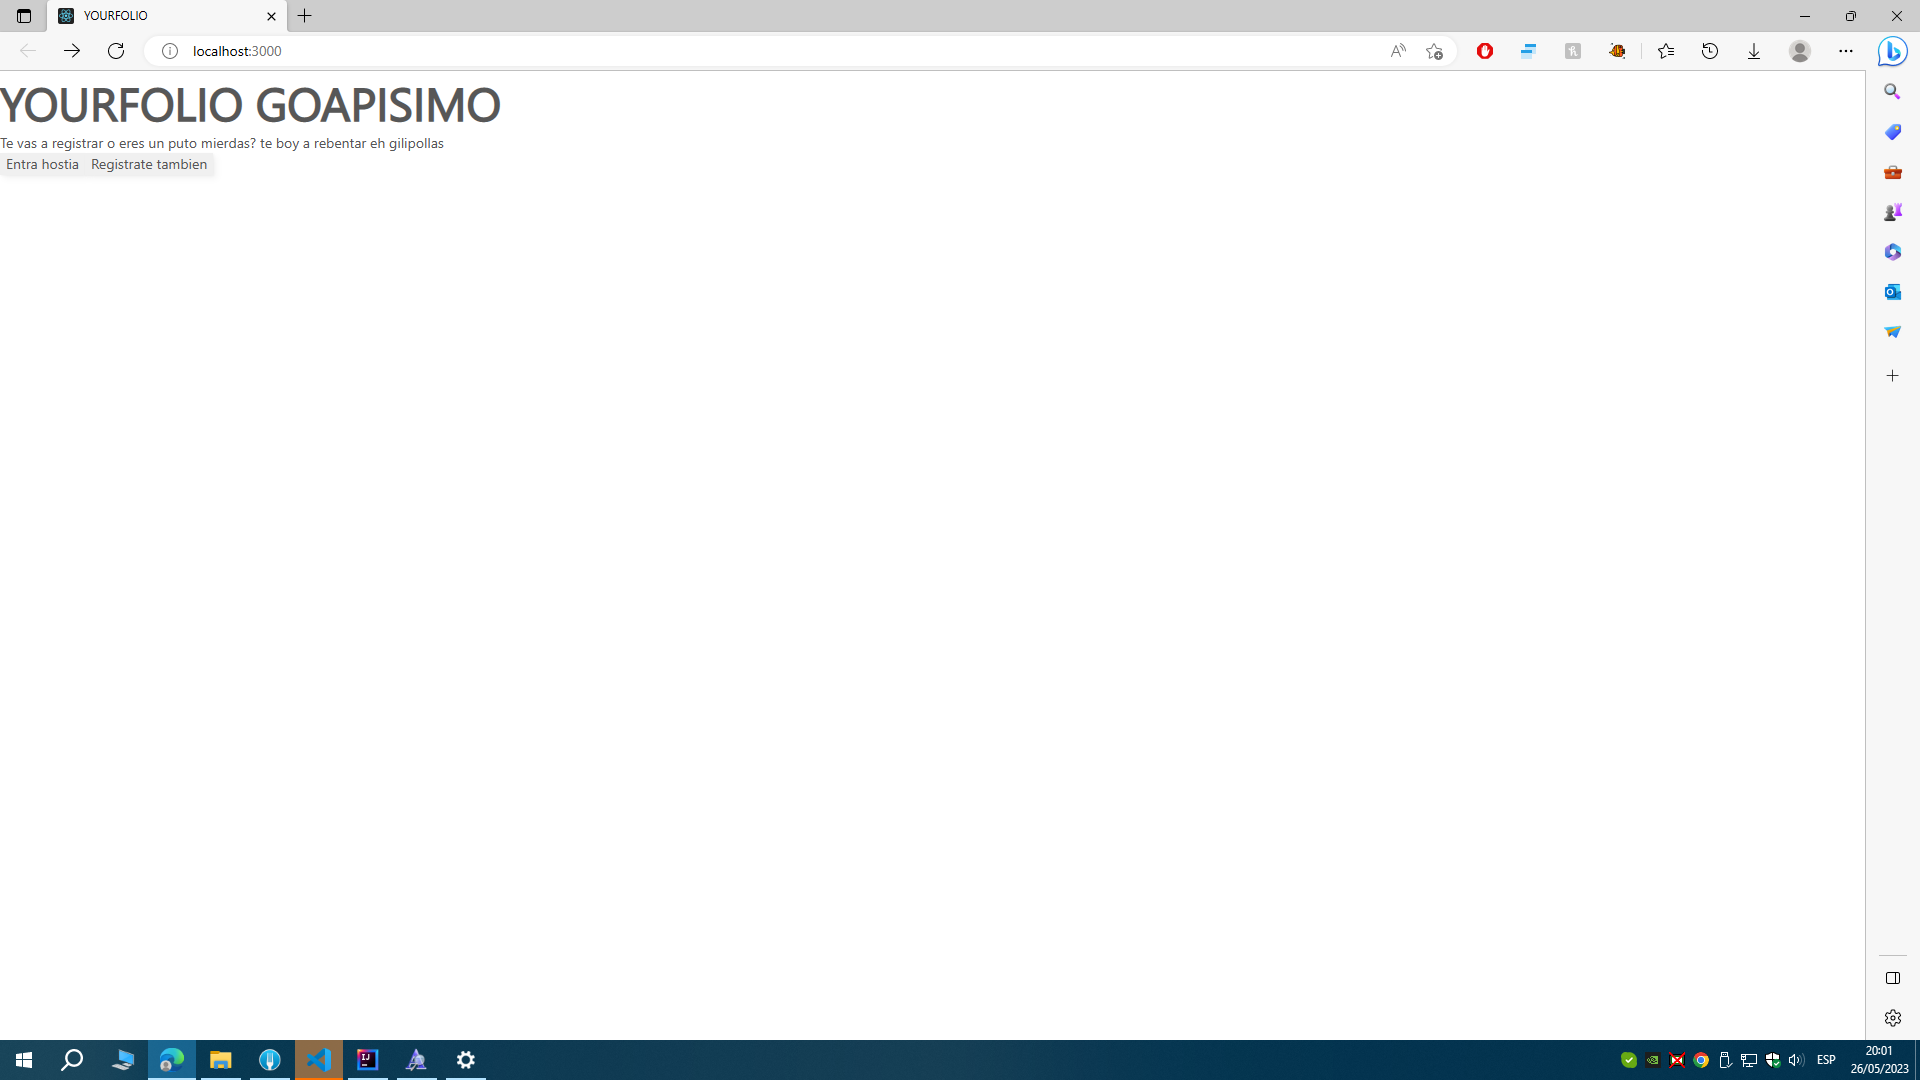 YOURFOLIO
localhost:3000
YOURFOLIO GOAPISIMO
Te vas a registrar o eres un puto mierdas? te boy a rebentar eh gilipollas
Entra hostia Registrate tambien
ESP
20:01
26/05/2023